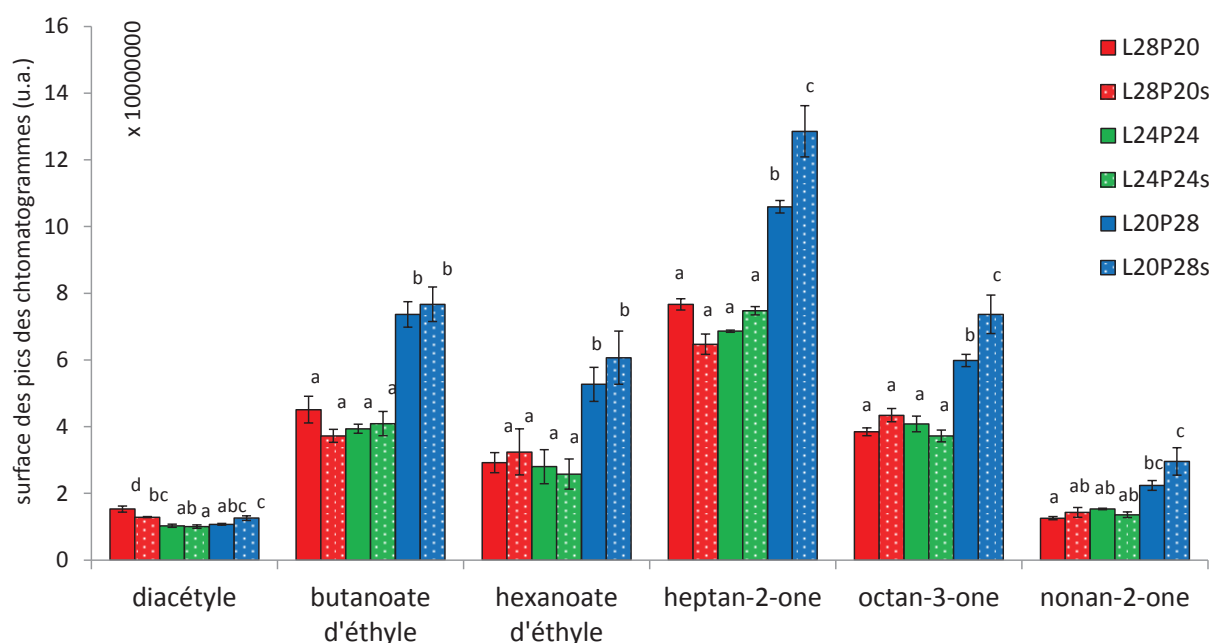 surface des pics des chtomatogrammes (u.a.)
x 10000000
16
14
12
10
8
6
4
2
0
L28P20
L28P20s
L24P24
L24P24s
L20P28
L20P28s
d bc ab a abc c
a a a a b b
a a a a b b
a a a a b c
a a a a b c
a ab ab ab bc c
diacétyle
butanoate
d'éthyle
hexanoate
d'éthyle
heptan-2-one
octan-3-one
nonan-2-one